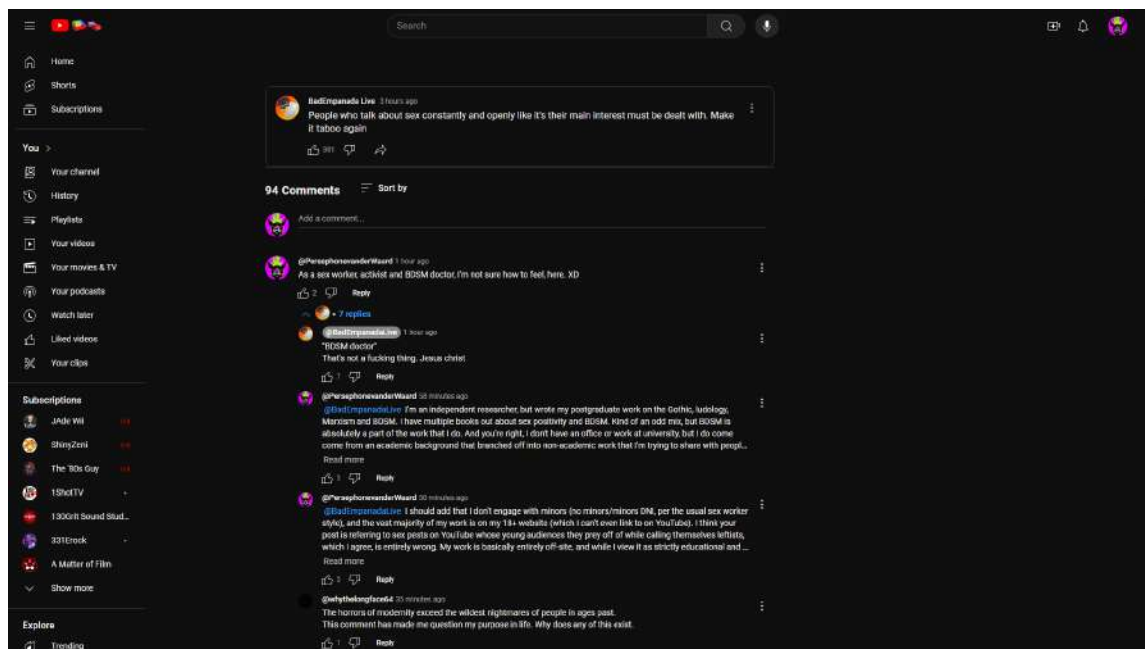 Search
Home
Shorts
Subscriptions
You
Your channel
History
Playlists
Your videos
Your movies & TV
Your podcasts
Watch later
Liked videos
Your clips
Subscriptions
JAde Wil
ShinyZeni
The '80s Guy
1ShotTV
130Grit Sound Stud...
331Erock
A Matter of Film
Show more
Explore
Trending
BadEmpanada Live 3 hours ago
People who talk about sex constantly and openly like it's their main interest must be dealt with. Make
it taboo again
391
94 Comments
Sort by
Add a comment...
@PersephonevanderWaard 1 hour ago
As a sex worker, activist and BDSM doctor, I'm not sure how to feel, here. XD
2 Reply
• 7 replies
@BadEmpanadaLive 1 hour ago
"BDSM doctor"
That's not a fucking thing. Jesus christ
Reply
@PersephonevanderWaard 58 minutes ago
@BadEmpanadaLive I'm an independent researcher, but wrote my postgraduate work on the Gothic, ludology,
Marxism and BDSM. I have multiple books out about sex positivity and BDSM. Kind of an odd mix, but BDSM is
absolutely a part of the work that I do. And you're right, I don't have an office or work at university, but I do come
come from an academic background that branched off into non-academic work that I'm trying to share with peopl...
Read more
Reply
@PersephonevanderWaard 30 minutes ago
@BadEmpanadaLive I should add that I don't engage with minors (no minors/minors DNI, per the usual sex worker
style), and the vast majority of my work is on my 18+ website (which I can't even link to on YouTube). I think your
post is referring to sex pests on YouTube whose young audiences they prey off of while calling themselves leftists,
which I agree, is entirely wrong. My work is basically entirely off-site, and while I view it as strictly educational and ...
Read more
Reply
@whythelongface64 35 minutes ago
The horrors of modernity exceed the wildest nightmares of people in ages past.
This comment has made me question my purpose in life. Why does any of this exist.
1 Reply